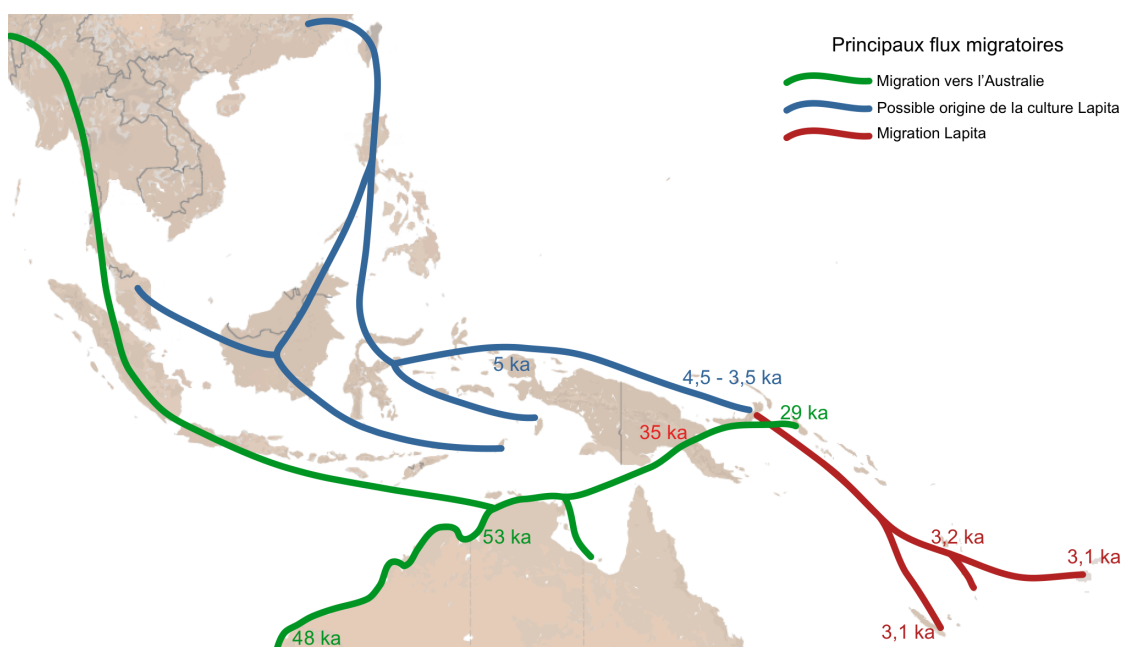 Principaux flux migratoires
Migration vers l'Australie
Possible origine de la culture Lapita
Migration Lapita
5 ka
4,5 - 3,5 ka
29 ka
35 ka
53 ka
3,2 ka
3,1 ka
3,1 ka
48 ka